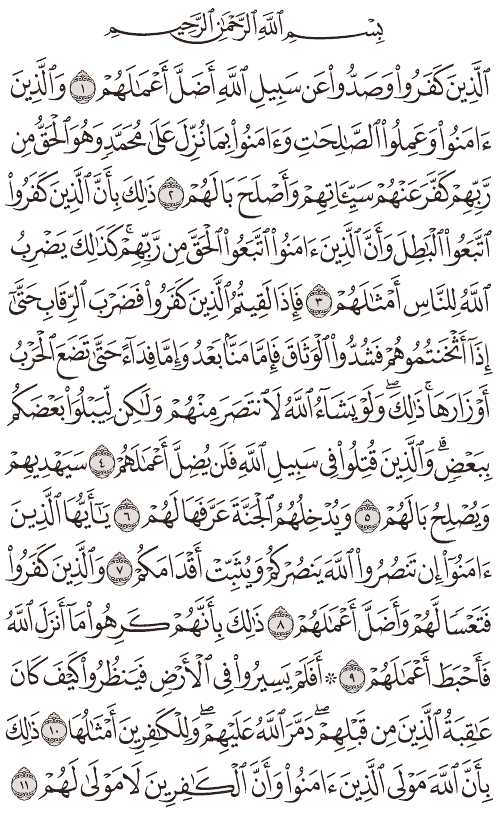 بِسْمِ ٱللَّهِ ٱلرَّحْمَٰنِ ٱلرَّحِيمِ
ٱلَّذِينَ كَفَرُوا۟ وَصَدُّوا۟ عَن سَبِيلِ ٱللَّهِ أَضَلَّ أَعْمَٰلَهُمْ ١ وَٱلَّذِينَ
ءَامَنُوا۟ وَعَمِلُوا۟ ٱلصَّٰلِحَٰتِ وَءَامَنُوا۟ بِمَا نُزِّلَ عَلَىٰ مُحَمَّدٍ وَهُوَ ٱلْحَقُّ مِن
رَّبِّهِمْ كَفَّرَ عَنْهُمْ سَيِّـَٔاتِهِمْ وَأَصْلَحَ بَالَهُمْ ٢ ذَٰلِكَ بِأَنَّ ٱلَّذِينَ كَفَرُوا۟
ٱتَّبَعُوا۟ ٱلْبَٰطِلَ وَأَنَّ ٱلَّذِينَ ءَامَنُوا۟ ٱتَّبَعُوا۟ ٱلْحَقَّ مِن رَّبِّهِمْ ۚ كَذَٰلِكَ يَضْرِبُ
ٱللَّهُ لِلنَّاسِ أَمْثَٰلَهُمْ ٣ فَإِذَا لَقِيتُمُ ٱلَّذِينَ كَفَرُوا۟ فَضَرْبَ ٱلرِّقَابِ حَتَّىٰٓ
إِذَآ أَثْخَنتُمُوهُمْ فَشُدُّوا۟ ٱلْوَثَاقَ فَإِمَّا مَنًّۢا بَعْدُ وَإِمَّا فِدَآءً حَتَّىٰ تَضَعَ ٱلْحَرْبُ
أَوْزَارَهَا ۚ ذَٰلِكَ ۖ وَلَوْ يَشَآءُ ٱللَّهُ لَٱنتَصَرَ مِنْهُمْ وَلَٰكِن لِّيَبْلُوَا۟ بَعْضَكُم
بِبَعْضٍ ۗ وَٱلَّذِينَ قُتِلُوا۟ فِى سَبِيلِ ٱللَّهِ فَلَن يُضِلَّ أَعْمَٰلَهُمْ ٤ سَيَهْدِيهِمْ
وَيُصْلِحُ بَالَهُمْ ٥ وَيُدْخِلُهُمُ ٱلْجَنَّةَ عَرَّفَهَا لَهُمْ ٦ يَٰٓأَيُّهَا ٱلَّذِينَ
ءَامَنُوٓا۟ إِن تَنصُرُوا۟ ٱللَّهَ يَنصُرْكُمْ وَيُثَبِّتْ أَقْدَامَكُمْ ٧ وَٱلَّذِينَ كَفَرُوا۟
فَتَعْسًا لَّهُمْ وَأَضَلَّ أَعْمَٰلَهُمْ ٨ ذَٰلِكَ بِأَنَّهُمْ كَرِهُوا۟ مَآ أَنزَلَ ٱللَّهُ
فَأَحْبَطَ أَعْمَٰلَهُمْ ٩ ۞ أَفَلَمْ يَسِيرُوا۟ فِى ٱلْأَرْضِ فَيَنظُرُوا۟ كَيْفَ كَانَ
عَٰقِبَةُ ٱلَّذِينَ مِن قَبْلِهِمْ ۖ دَمَّرَ ٱللَّهُ عَلَيْهِمْ ۖ وَلِلْكَٰفِرِينَ أَمْثَٰلُهَا ١٠ ذَٰلِكَ
بِأَنَّ ٱللَّهَ مَوْلَى ٱلَّذِينَ ءَامَنُوا۟ وَأَنَّ ٱلْكَٰفِرِينَ لَا مَوْلَىٰ لَهُمْ ١١